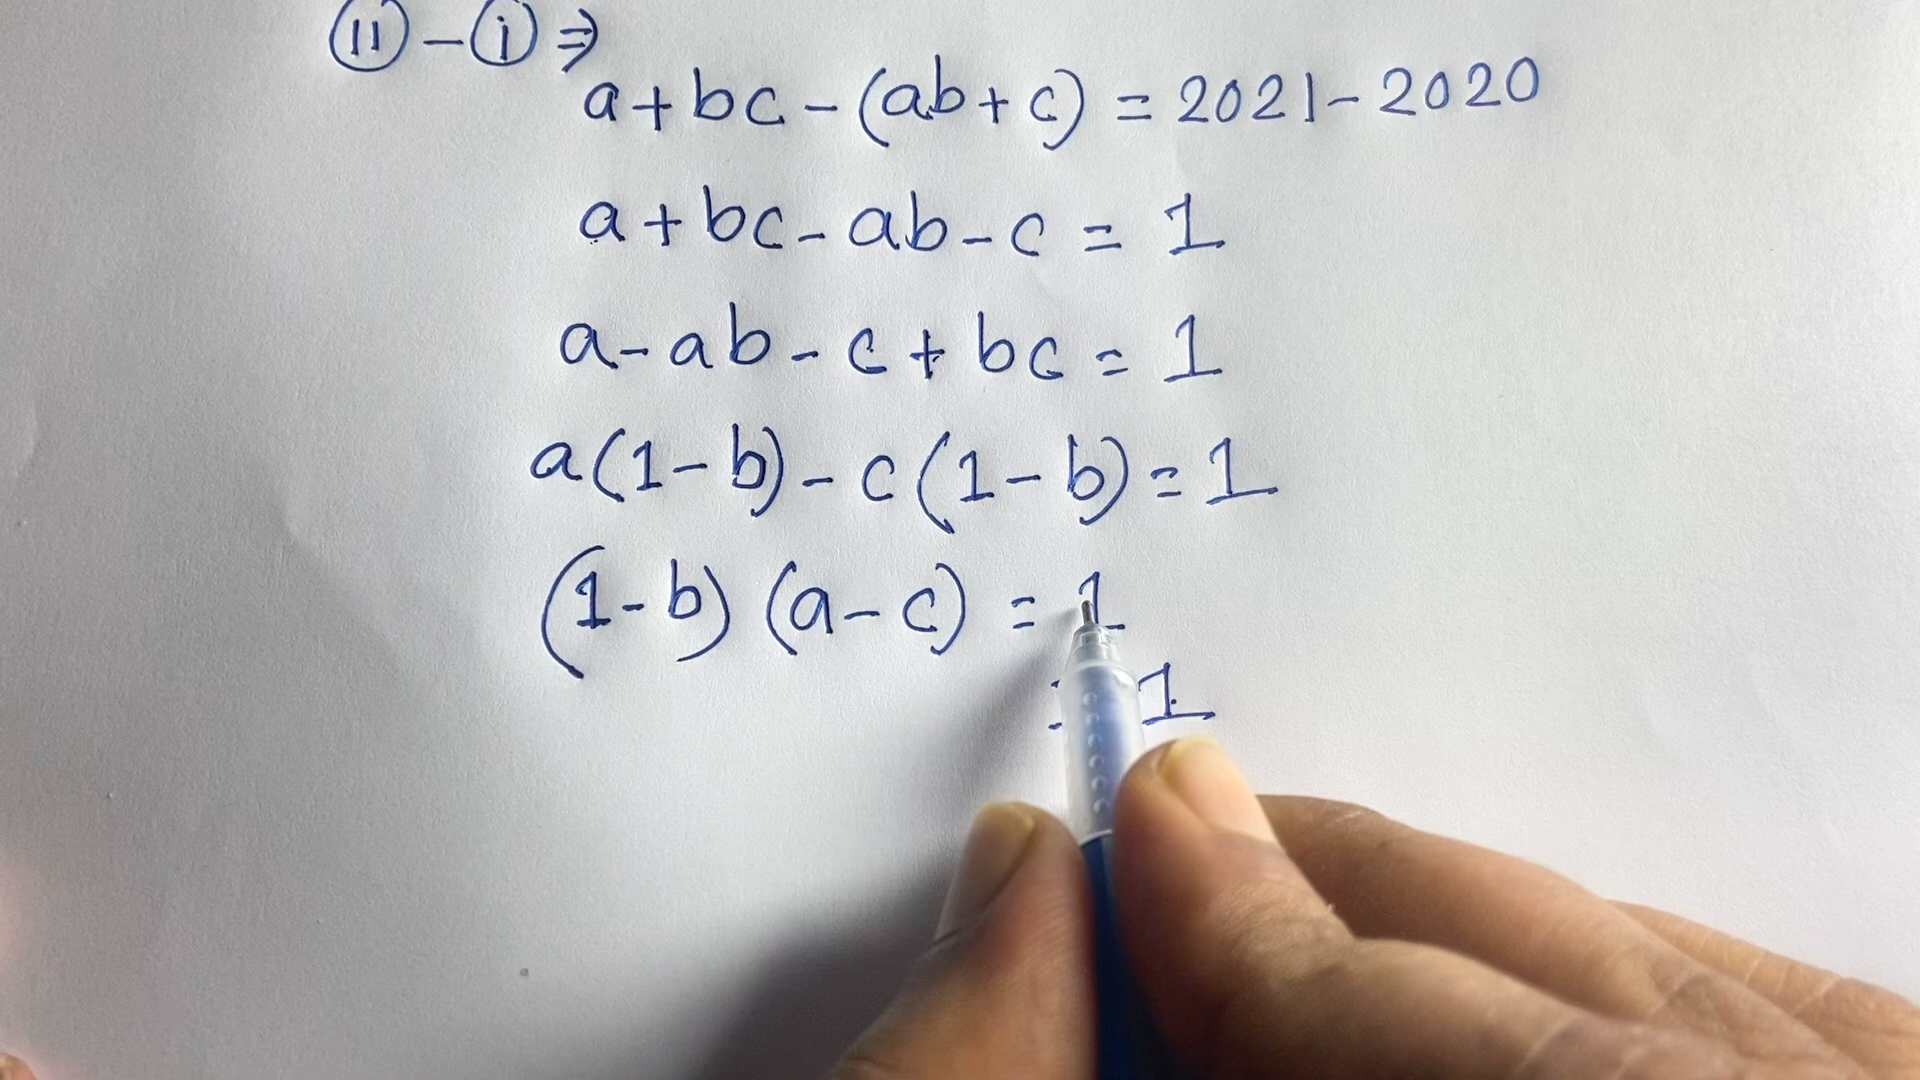 (ii) - (i) ⇒
a + bc - (ab + c) = 2021 - 2020
a + bc - ab - c = 1
a - ab - c + bc = 1
a(1 - b) - c(1 - b) = 1
(1 - b) (a - c) = 1
1